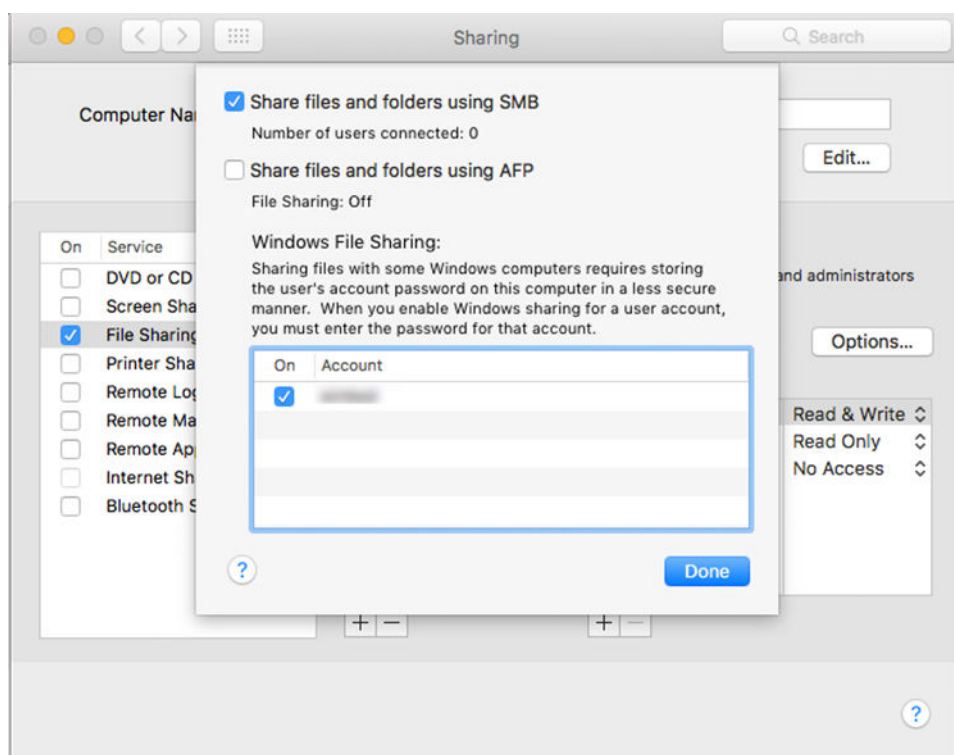 Sharing
Search
Computer Na
Edit...
Share files and folders using SMB
Number of users connected: 0
Share files and folders using AFP
File Sharing: Off
Windows File Sharing:
Sharing files with some Windows computers requires storing
the user's account password on this computer in a less secure
manner. When you enable Windows sharing for a user account,
you must enter the password for that account.
On Account
?
Done
On Service
DVD or CD
Screen Sha
File Sharing
Printer Sha
Remote Log
Remote Ma
Remote Ap
Internet Sh
Bluetooth S
and administrators
Options...
Read & Write
Read Only
No Access
+ −
+ −
?